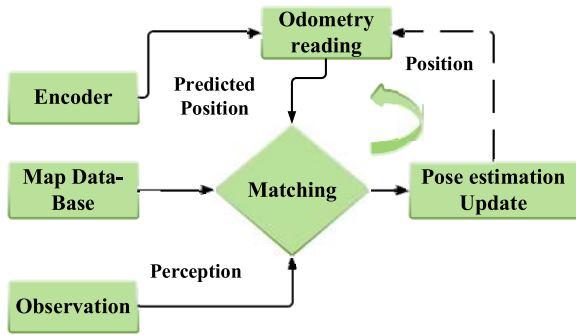 Odometry
reading
Encoder
Predicted
Position
Position
Map Data-
Base
Matching
Pose estimation
Update
Perception
Observation